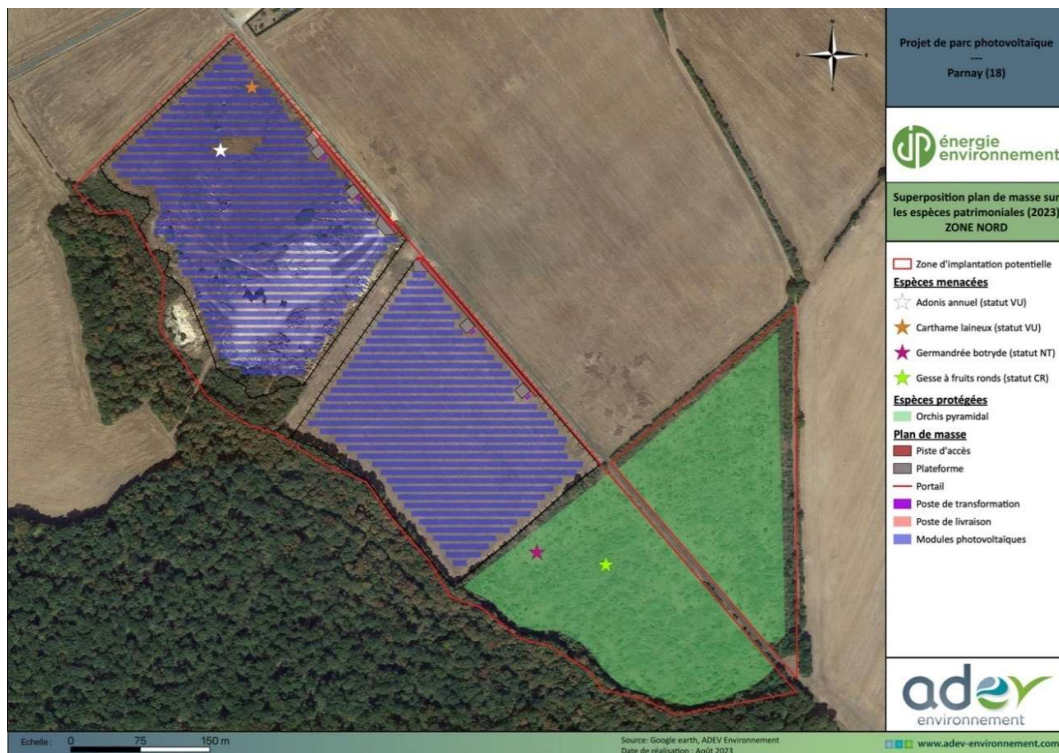 Projet de parc photovoltaïque
---
Parnay (18)
JP énergie
environnement
Superposition plan de masse sur
les espèces patrimoniales (2023)
ZONE NORD
Zone d'implantation potentielle
Espèces menacées
Adonis annuel (statut VU)
Carthame laineux (statut VU)
Germandrée botryde (statut NT)
Gesse à fruits ronds (statut CR)
Espèces protégées
Orchis pyramidal
Plan de masse
Piste d'accès
Plateforme
Portail
Poste de transformation
Poste de livraison
Modules photovoltaïques
adev
environnement
Echelle : 0 75 150 m
Source: Google earth, ADEV Environnement
Date de réalisation : Août 2023
www.adev-environnement.com